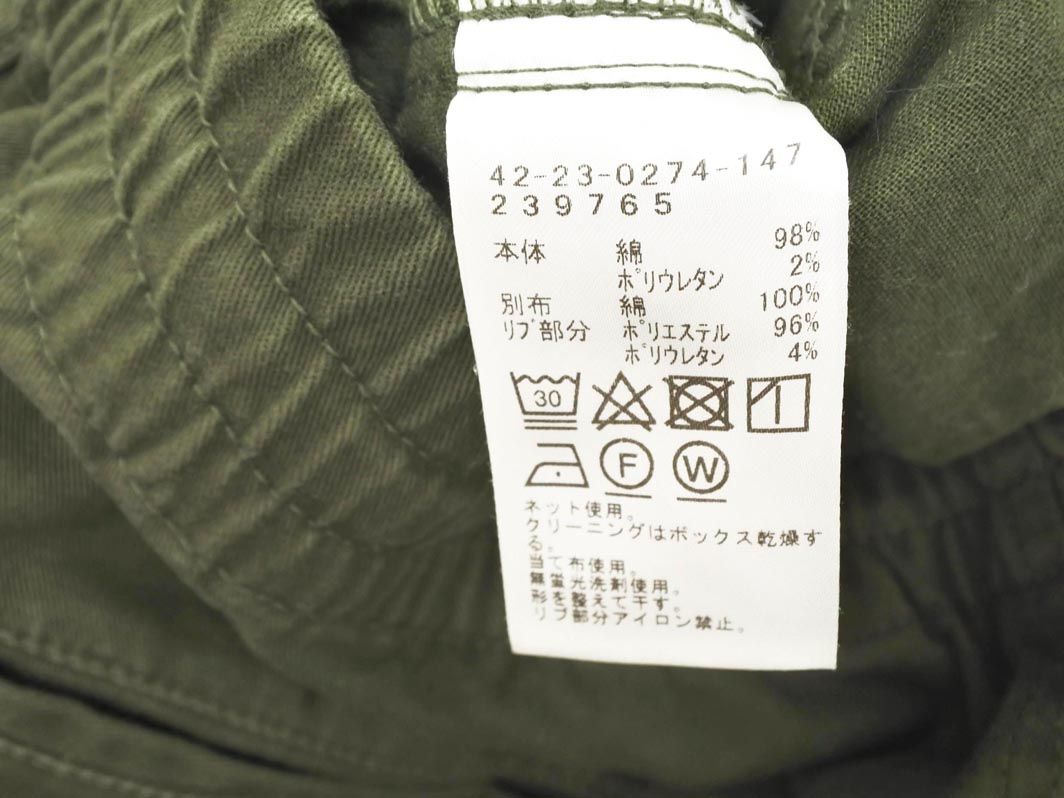 42-23-0274-147
239765
本体 綿 98%
ポリウレタン 2%
別布 綿 100%
リブ部分 ポリエステル 96%
ポリウレタン 4%
30
F W
ネット使用。
クリーニングはボックス乾燥す
る。
当て布使用。
無蛍光洗剤使用。
形を整えて干す。
リブ部分アイロン禁止。